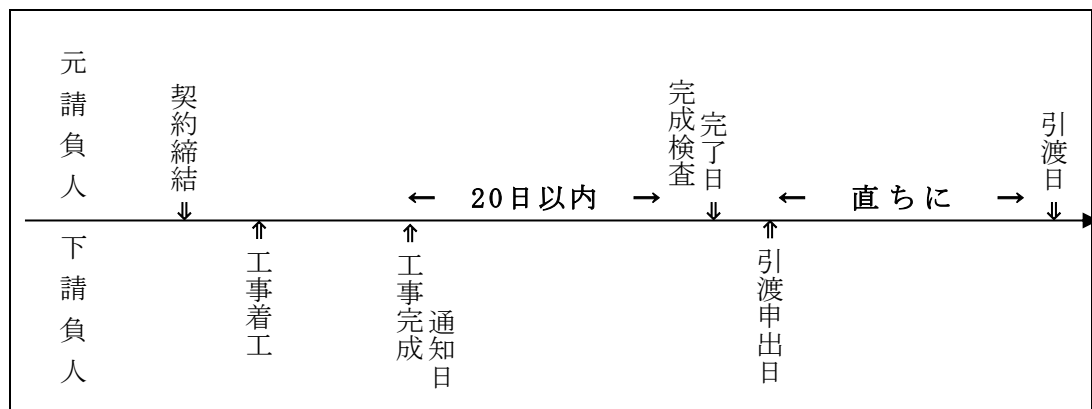 元請負人
契約締結
⇓
← 20日以内 →
完成検査
完了日
⇓
← 直ちに →
引渡日
⇓
下請負人
⇑
工事着工
⇑
工事完成
通知日
⇑
引渡申出日